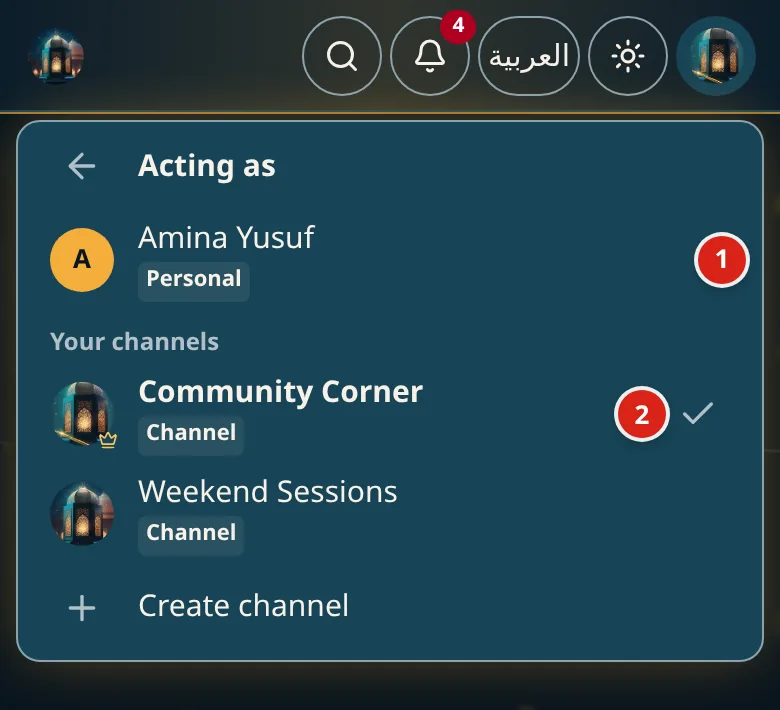 4
العربية
Acting as
A
Amina Yusuf
Personal
1
Your channels
Community Corner
Channel
2
Weekend Sessions
Channel
Create channel